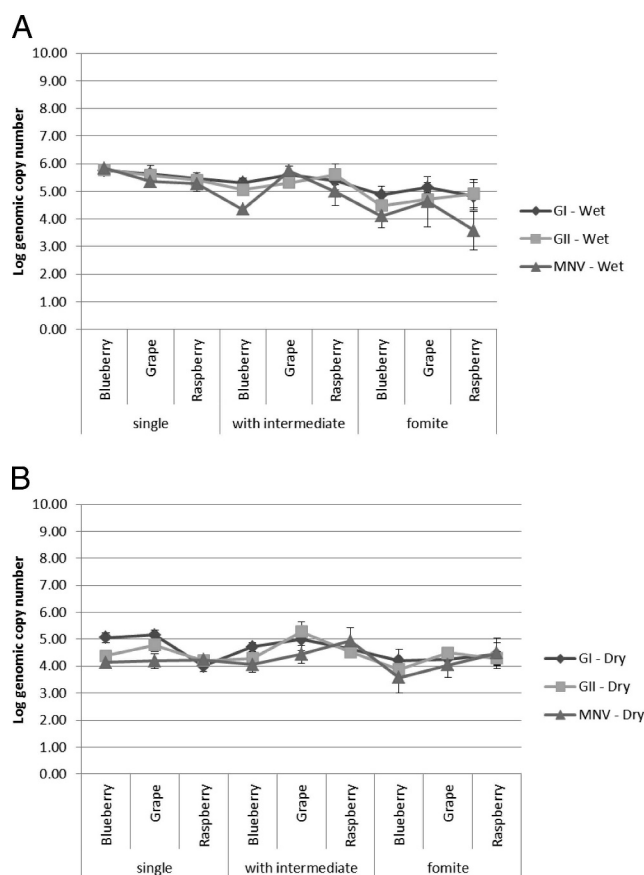 A
Log genomic copy number
10.00
9.00
8.00
7.00
6.00
5.00
4.00
3.00
2.00
1.00
0.00
Blueberry
Grape
Raspberry
Blueberry
Grape
Raspberry
Blueberry
Grape
Raspberry
single
with intermediate
fomite
GI - Wet
GII - Wet
MNV - Wet
B
Log genomic copy number
10.00
9.00
8.00
7.00
6.00
5.00
4.00
3.00
2.00
1.00
0.00
Blueberry
Grape
Raspberry
Blueberry
Grape
Raspberry
Blueberry
Grape
Raspberry
single
with intermediate
fomite
GI - Dry
GII - Dry
MNV - Dry